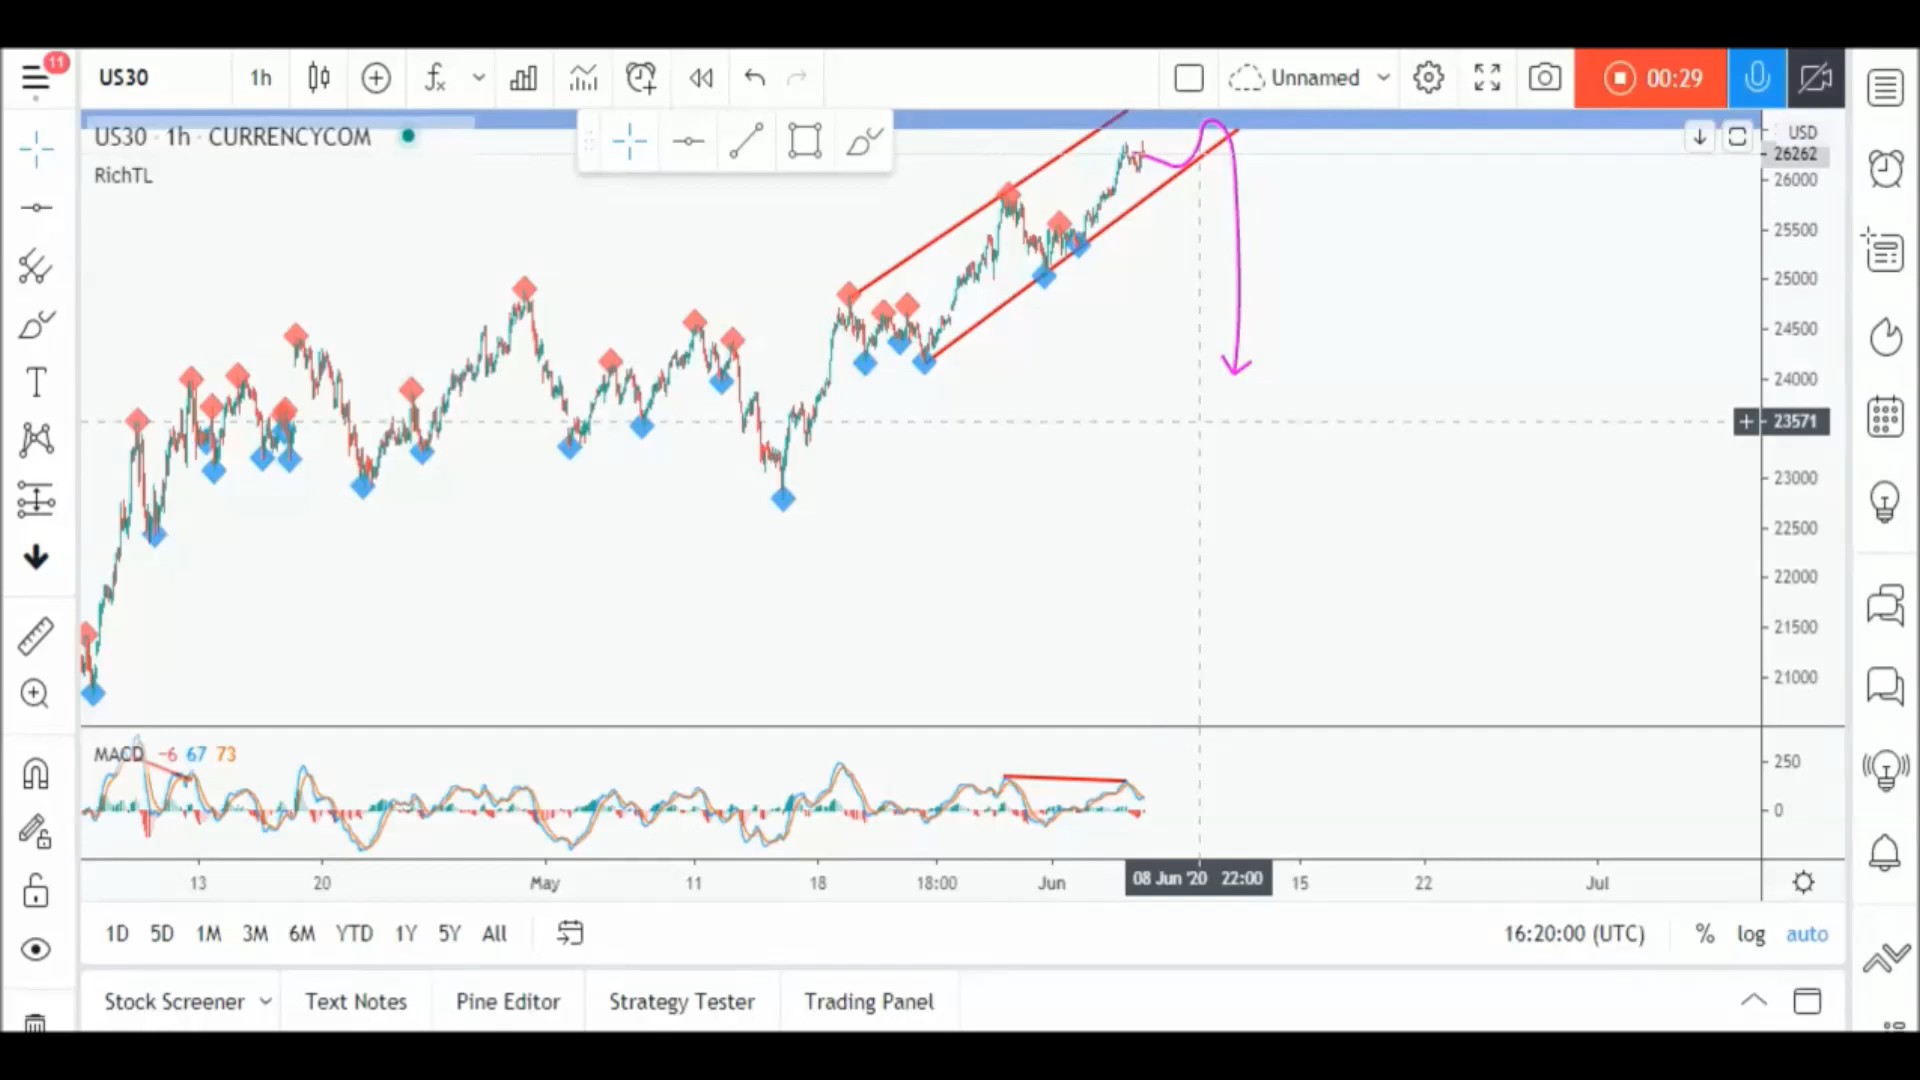 11
US30 1h fx Unnamed 00:29
US30 · 1h · CURRENCYCOM
RichTL
USD
26262
26000
25500
25000
24500
24000
23571
23000
22500
22000
21500
21000
MACD -6 67 73
250
0
13 20 May 11 18 18:00 Jun 08 Jun '20 22:00 15 22 Jul
1D 5D 1M 3M 6M YTD 1Y 5Y All 16:20:00 (UTC) % log auto
Stock Screener Text Notes Pine Editor Strategy Tester Trading Panel